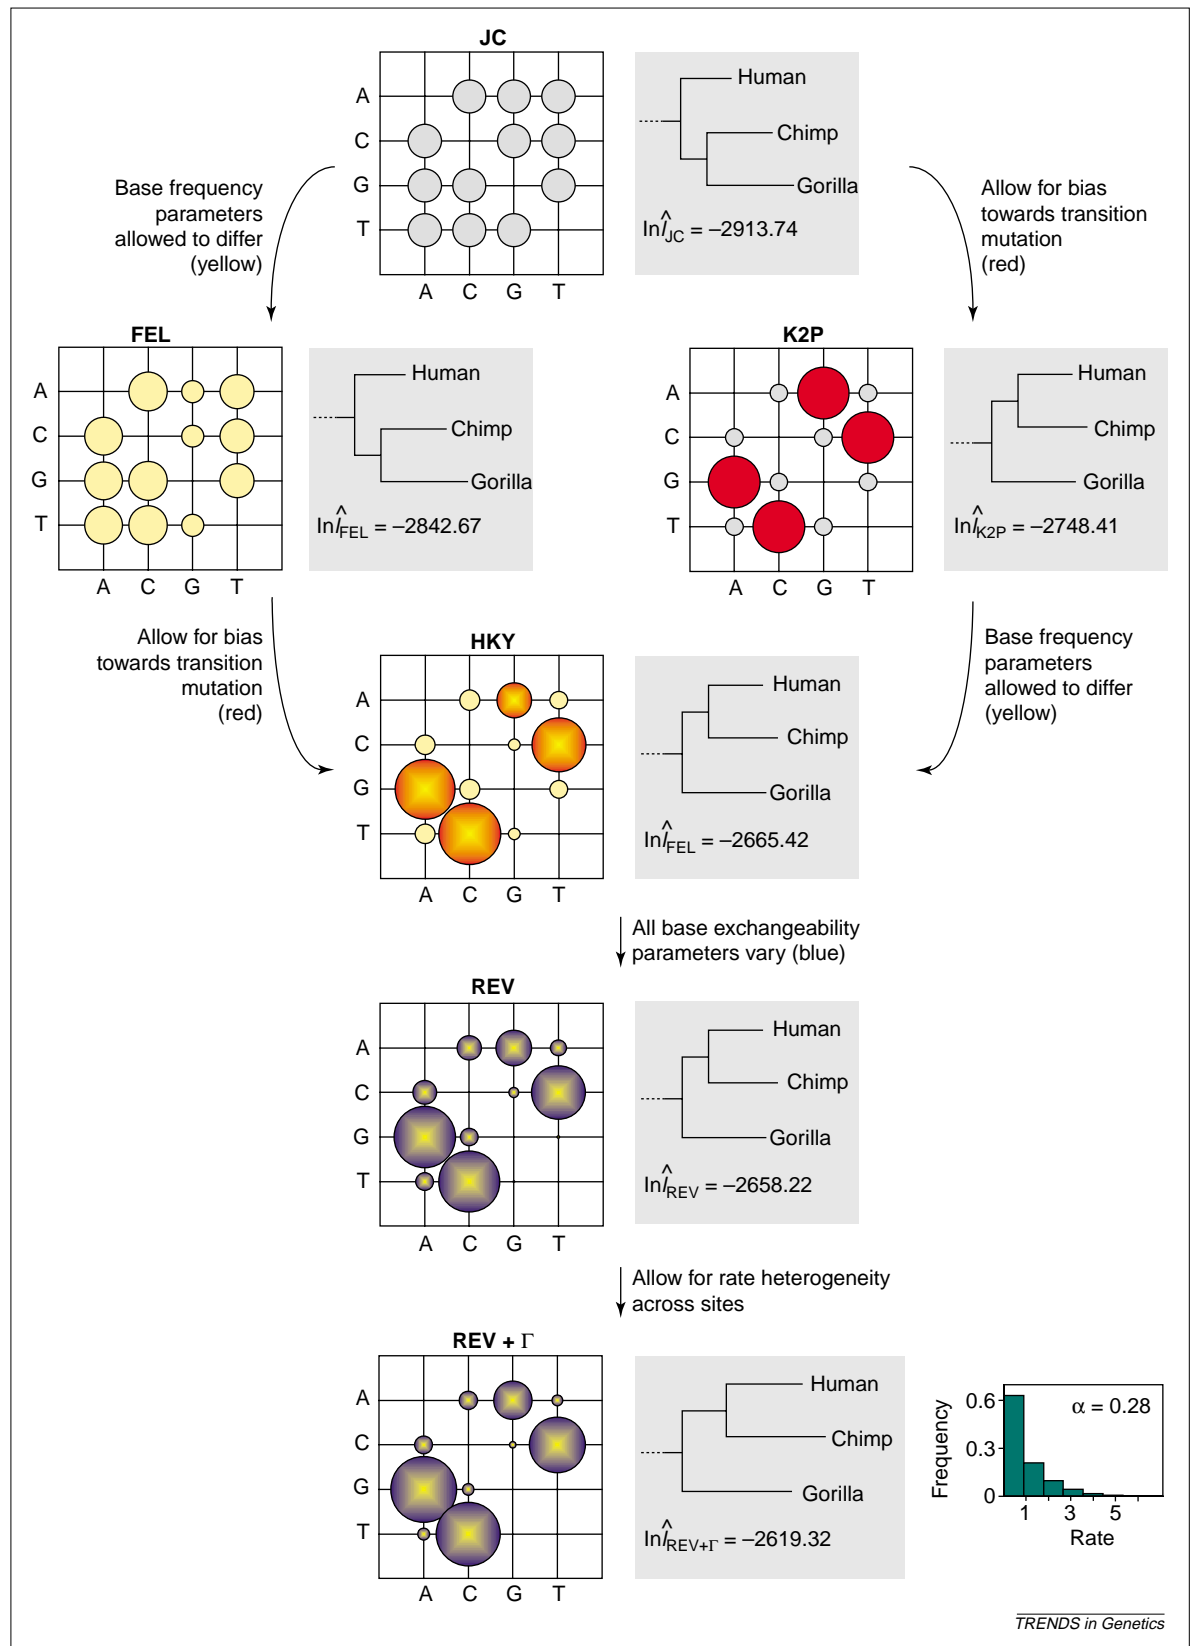 JC
A
C
G
T
A C G T
Human
Chimp
Gorilla
ln l̂JC = –2913.74
Base frequency
parameters
allowed to differ
(yellow)
Allow for bias
towards transition
mutation
(red)
FEL
A
C
G
T
A C G T
Human
Chimp
Gorilla
ln l̂FEL = –2842.67
K2P
A
C
G
T
A C G T
Human
Chimp
Gorilla
ln l̂K2P = –2748.41
Allow for bias
towards transition
mutation
(red)
HKY
A
C
G
T
A C G T
Human
Chimp
Gorilla
ln l̂FEL = –2665.42
Base frequency
parameters
allowed to differ
(yellow)
All base exchangeability
parameters vary (blue)
REV
A
C
G
T
A C G T
Human
Chimp
Gorilla
ln l̂REV = –2658.22
Allow for rate heterogeneity
across sites
REV + Γ
A
C
G
T
A C G T
Human
Chimp
Gorilla
ln l̂REV+Γ = –2619.32
Frequency
0.6
0.3
0
α = 0.28
1 3 5
Rate
TRENDS in Genetics